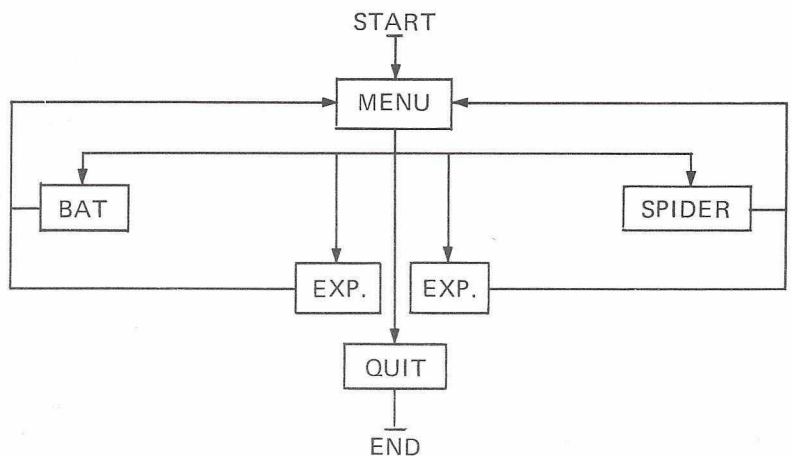 START
MENU
BAT
SPIDER
EXP.
EXP.
QUIT
END